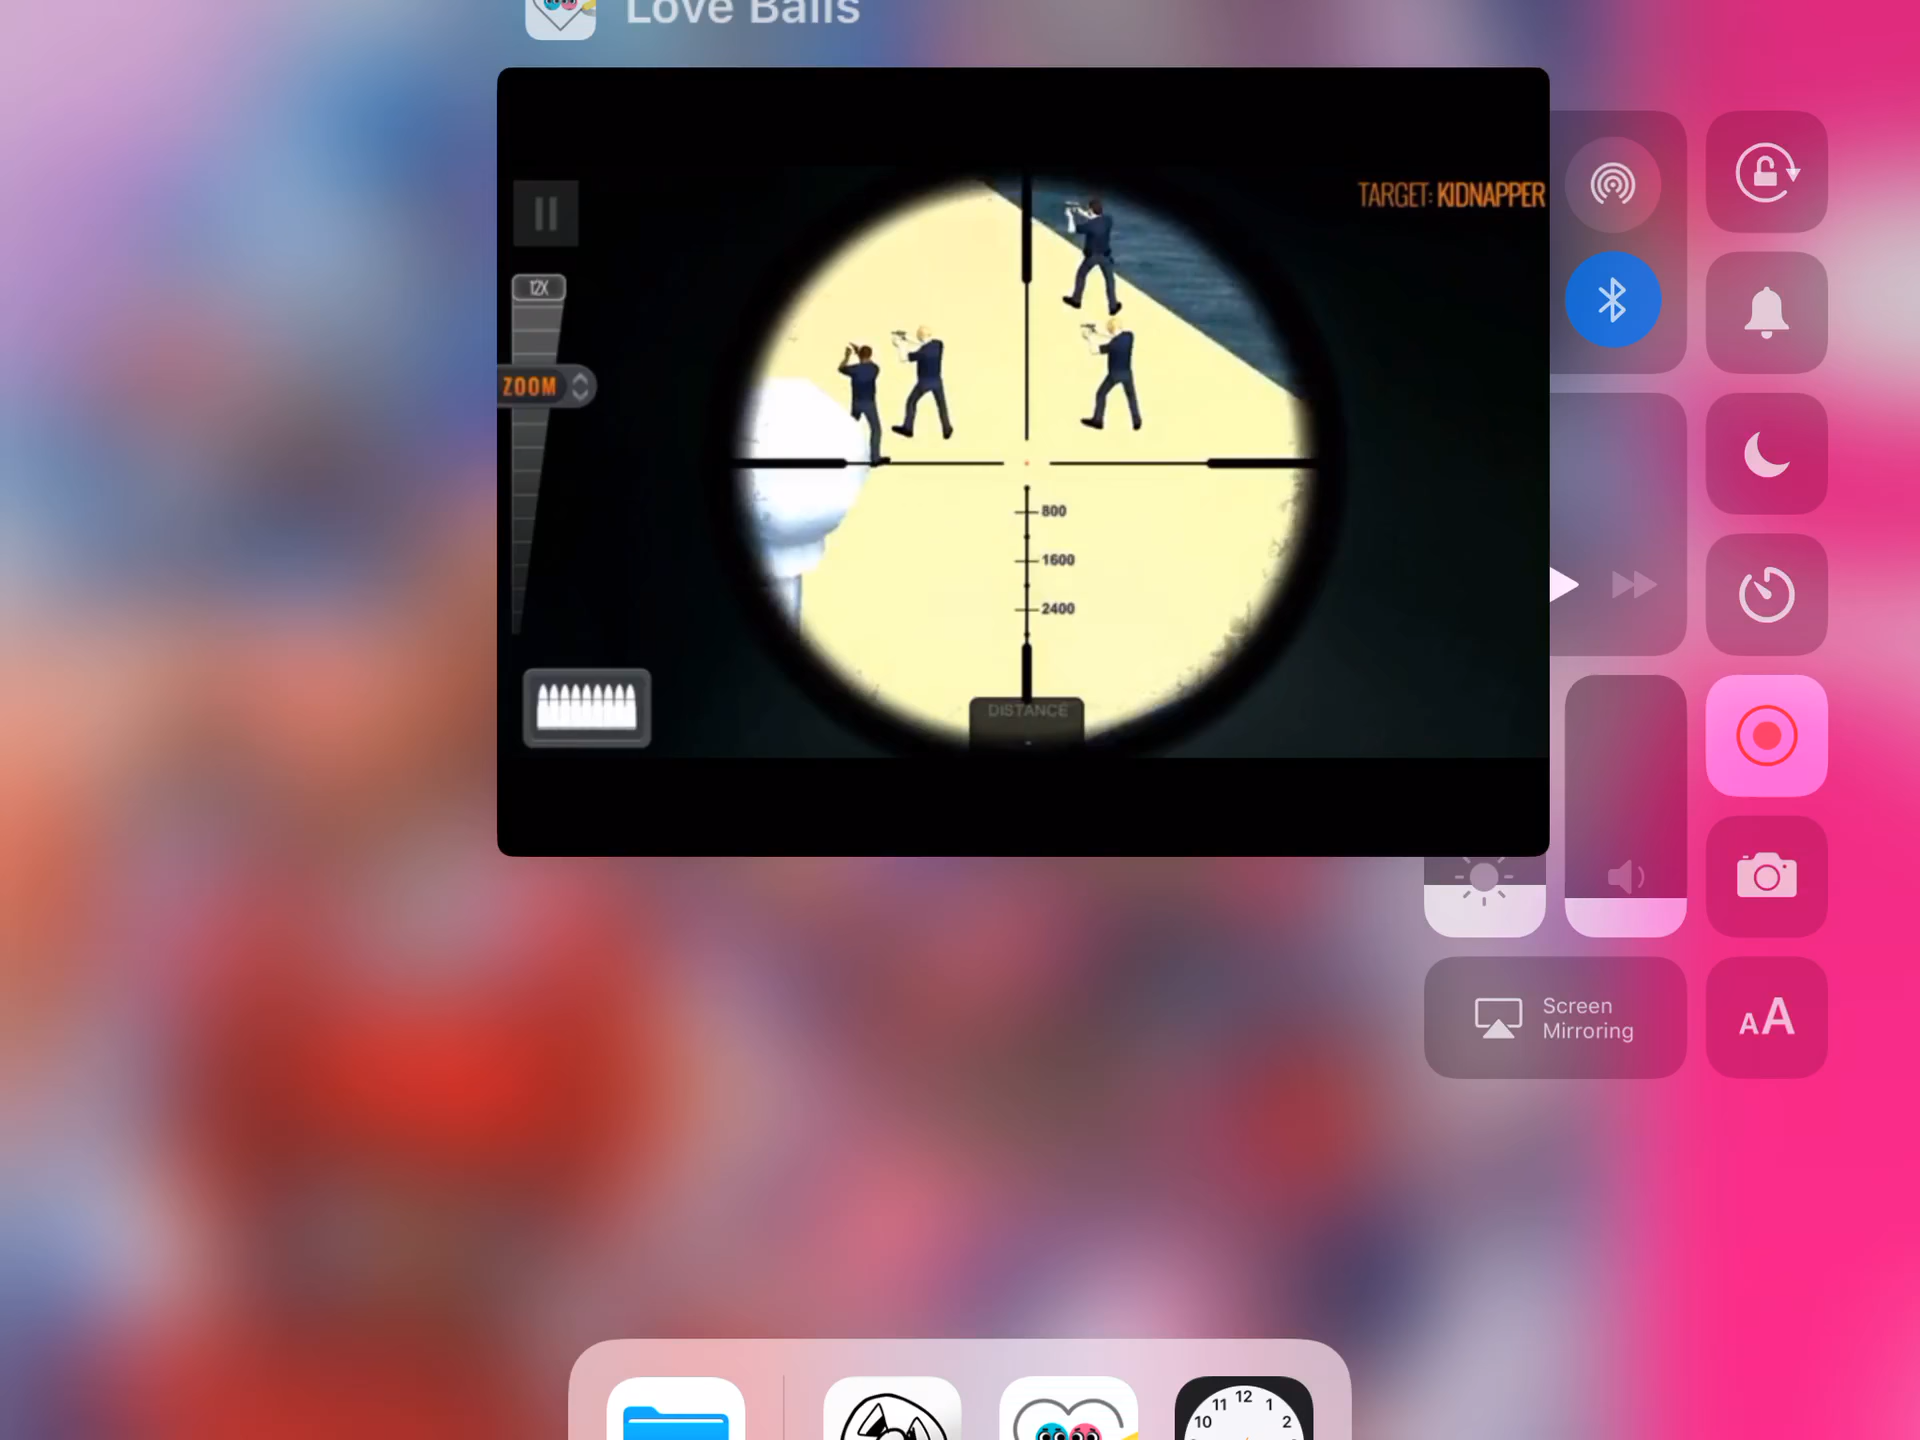 Love Balls
TARGET: KIDNAPPER
12X
ZOOM
800
1600
2400
DISTANCE
Screen
Mirroring
AA
12
11
1
10
2